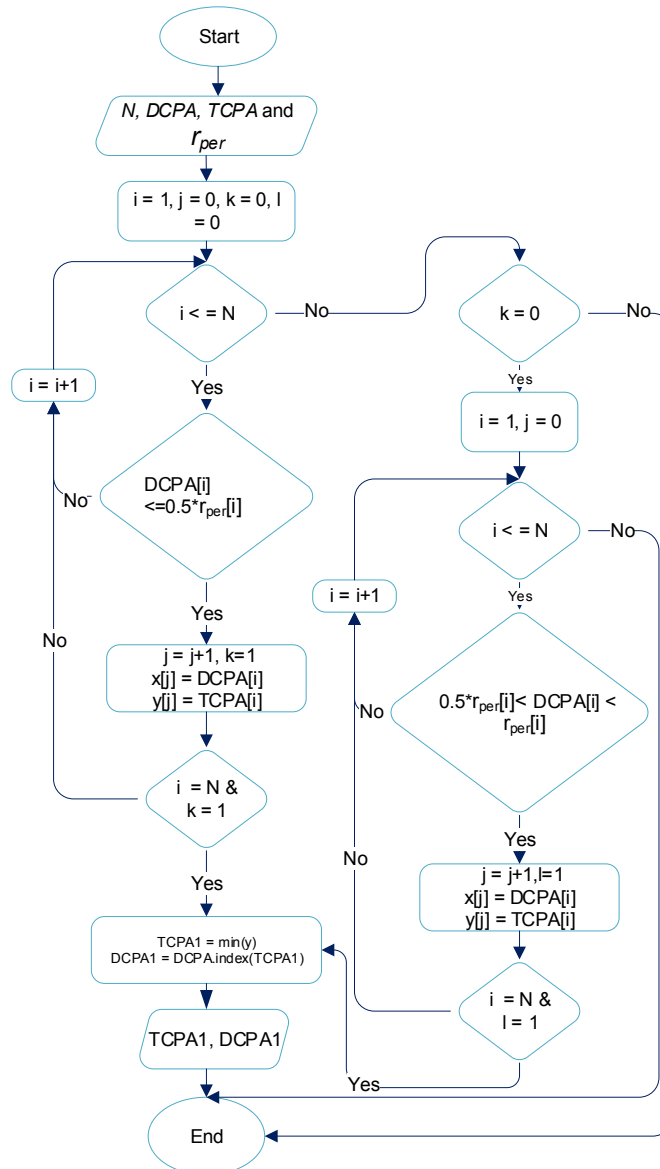 Start
N, DCPA, TCPA and
r_per
i = 1, j = 0, k = 0, l
= 0
i < = N
No
k = 0
No
Yes
Yes
i = i+1
i = 1, j = 0
DCPA[i]
<=0.5*r_per[i]
No
i < = N
No
Yes
i = i+1
Yes
No
j = j+1, k=1
x[j] = DCPA[i]
y[j] = TCPA[i]
0.5*r_per[i]< DCPA[i] <
r_per[i]
No
i = N &
k = 1
Yes
No
j = j+1,l=1
x[j] = DCPA[i]
y[j] = TCPA[i]
Yes
TCPA1 = min(y)
DCPA1 = DCPA.index(TCPA1)
i = N &
l = 1
Yes
TCPA1, DCPA1
End